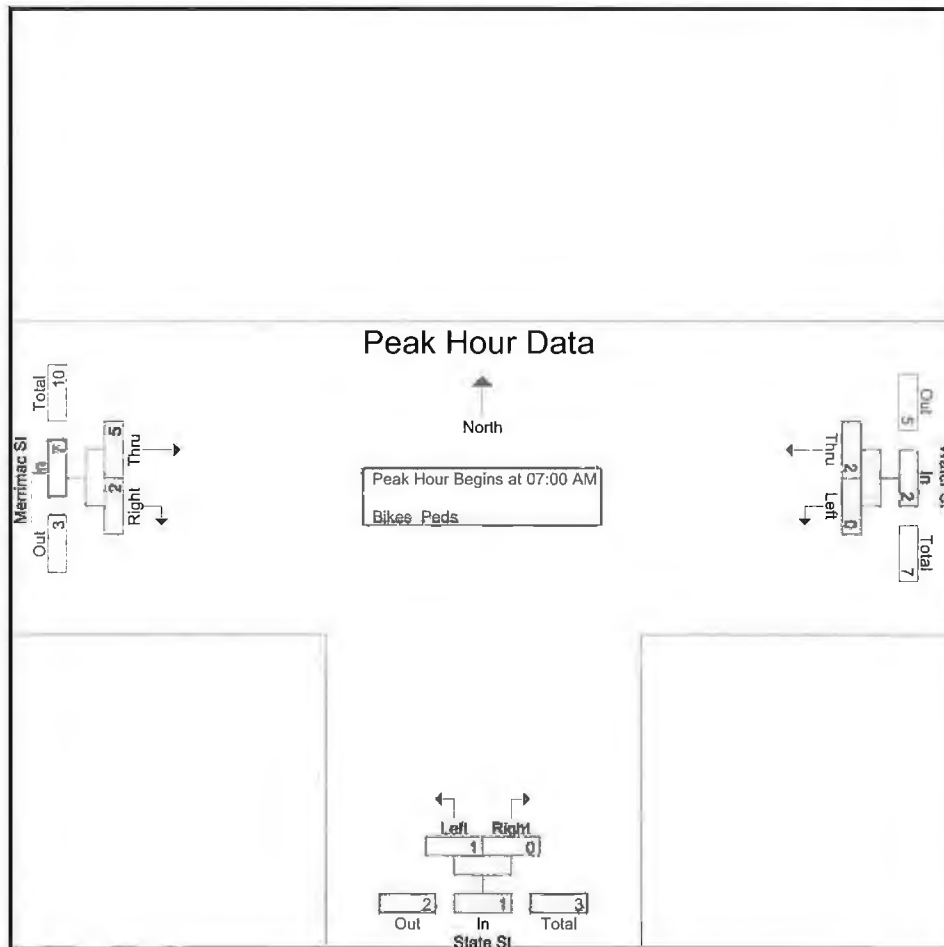 Peak Hour Data
North
Peak Hour Begins at 07:00 AM
Bikes Peds
Merrimac St
Out In Total
3 7 10
Right Thru
2 5
Out In Total
5 2 7
Thru Left
2 0
Left Right
1 0
2 1 3
Out In Total
State St